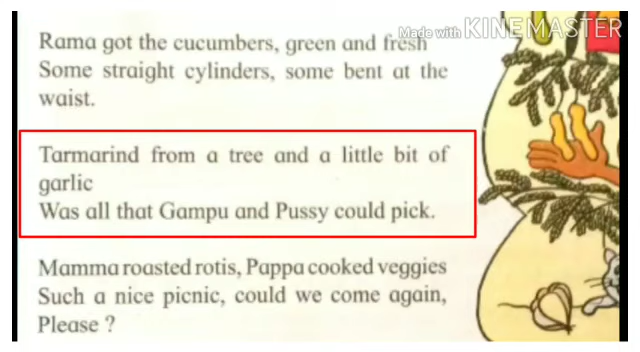 Made with KINEMASTER
Rama got the cucumbers, green and fresh
Some straight cylinders, some bent at the
waist.
Tarmarind from a tree and a little bit of
garlic
Was all that Gampu and Pussy could pick.
Mamma roasted rotis, Pappa cooked veggies
Such a nice picnic, could we come again,
Please ?